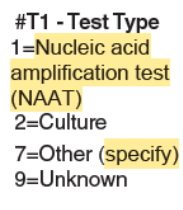 #T1 - Test Type
1=Nucleic acid
amplification test
(NAAT)
2=Culture
7=Other (specify)
9=Unknown